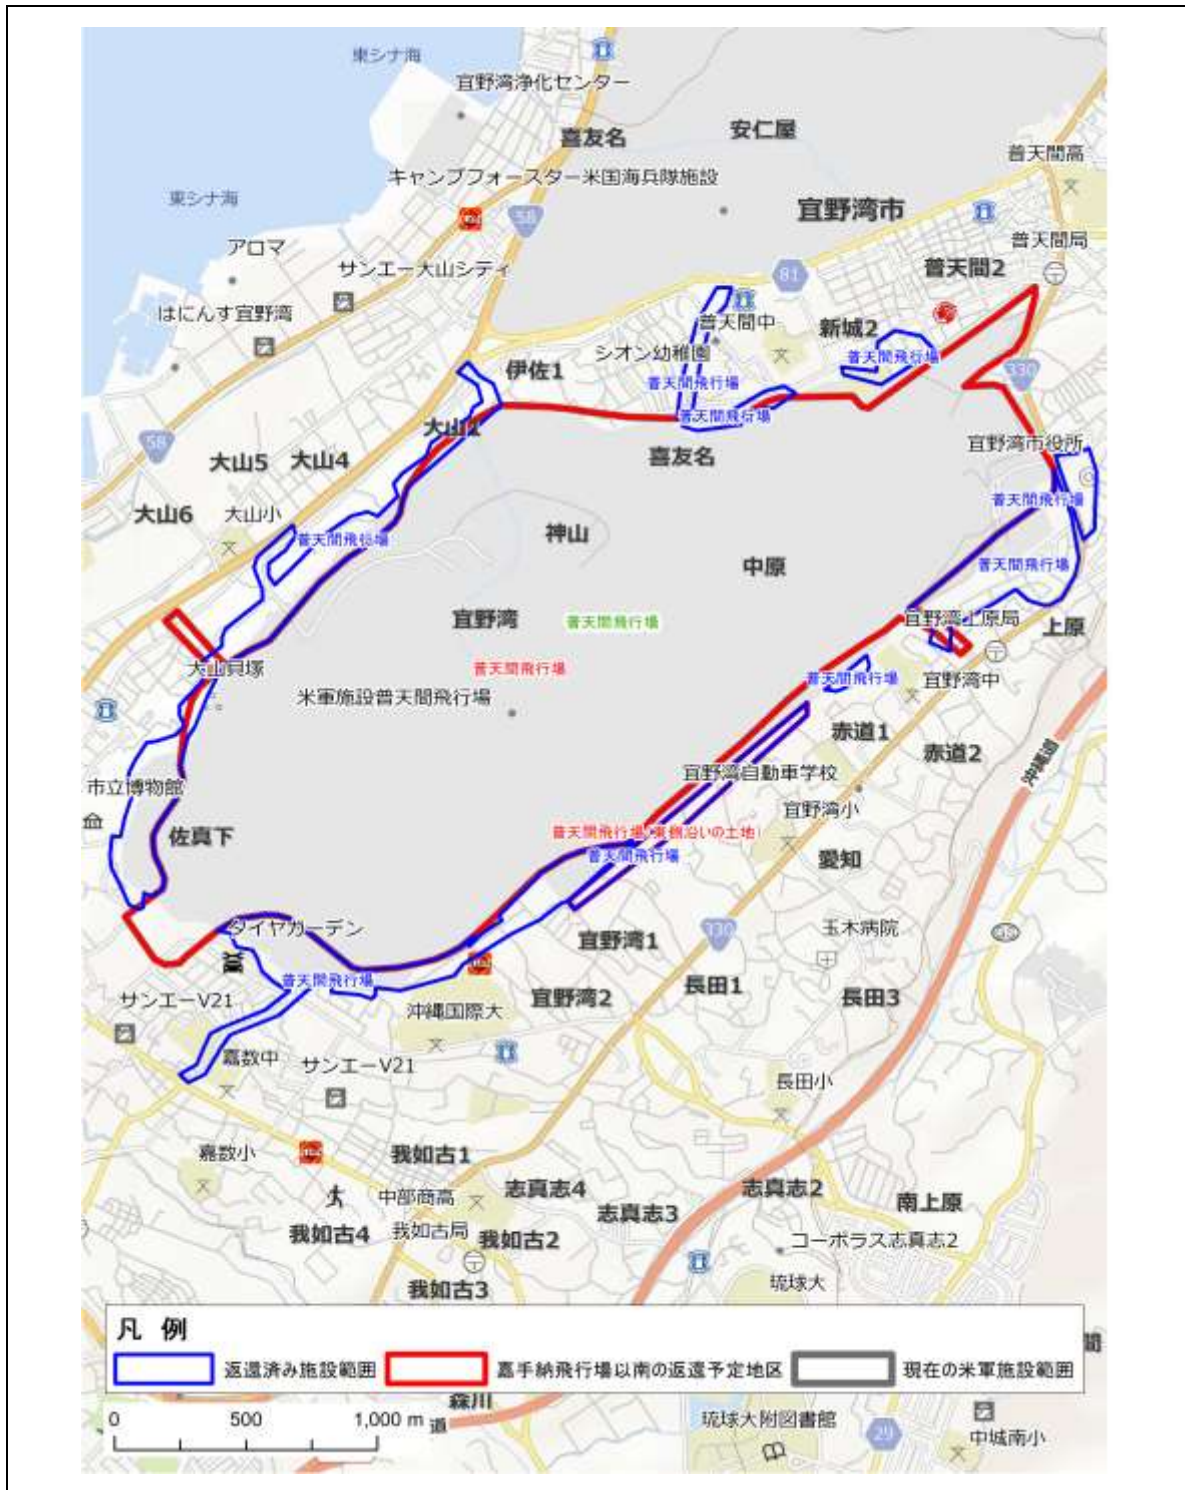 東シナ海
宜野湾浄化センター
喜友名
安仁屋
普天間高
キャンプフォースター米国海兵隊施設
東シナ海
宜野湾市
58
アロマ
普天間局
サンエー大山シティ
普天間2
81
はにんす宜野湾
普天間中
新城2
シオン幼稚園
普天間飛行場
伊佐1
普天間飛行場
330
普天間飛行場
大山1
宜野湾市役所
58
大山5
大山4
喜友名
普天間飛行場
大山6
大山小
神山
普天間飛行場
中原
普天間飛行場
宜野湾
普天間飛行場
宜野湾上原局
上原
大山貝塚
普天間飛行場
普天間飛行場
宜野湾中
米軍施設普天間飛行場
赤道1
赤道2
沖縄道
宜野湾自動車学校
市立博物館
宜野湾小
佐真下
普天間飛行場(東側沿いの土地)
普天間飛行場
愛知
タイヤガーデン
宜野湾1
330
玉木病院
普天間飛行場
長田1
サンエーV21
宜野湾2
長田3
沖縄国際大
嘉数中
サンエーV21
長田小
嘉数小
我如古1
志真志4
志真志2
中部商高
南上原
志真志3
我如古4
我如古局
我如古2
コーポラス志真志2
琉球大
我如古3
凡 例
間
返還済み施設範囲
嘉手納飛行場以南の返還予定地区
現在の米軍施設範囲
森川
0
500
1,000 m
道
琉球大附図書館
29
中城南小